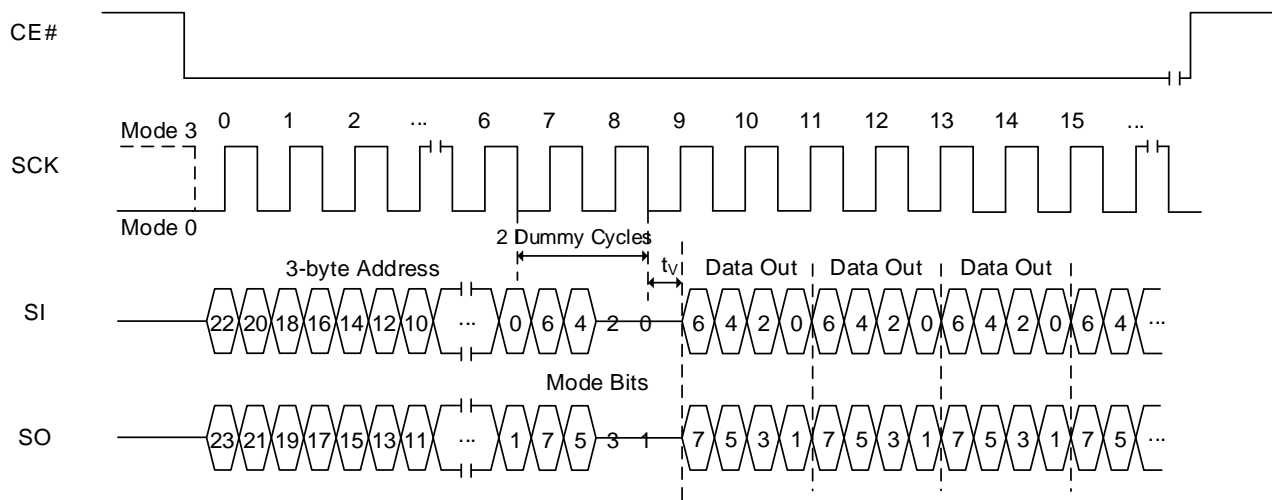 CE#
0 1 2 ... 6 7 8 9 10 11 12 13 14 15 ...
Mode 3
SCK
Mode 0
2 Dummy Cycles
3-byte Address tV Data Out Data Out Data Out
SI 22 20 18 16 14 12 10 ... 0 6 4 2 0 6 4 2 0 6 4 2 0 6 4 2 0 6 4 ...
Mode Bits
SO 23 21 19 17 15 13 11 ... 1 7 5 3 1 7 5 3 1 7 5 3 1 7 5 3 1 7 5 ...